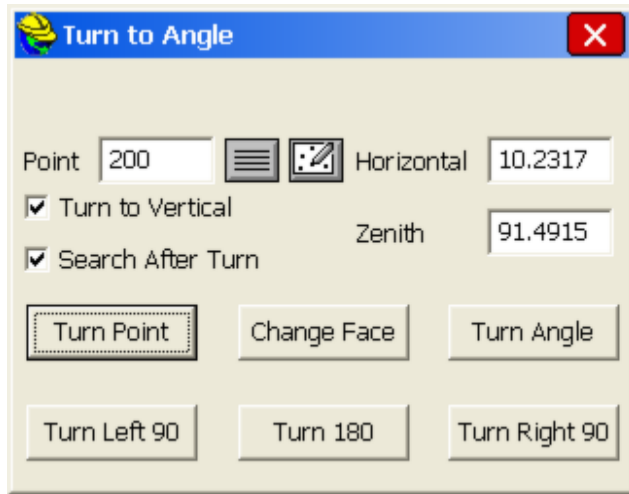 Turn to Angle
Point 200 Horizontal 10.2317
Turn to Vertical
Zenith 91.4915
Search After Turn
Turn Point Change Face Turn Angle
Turn Left 90 Turn 180 Turn Right 90